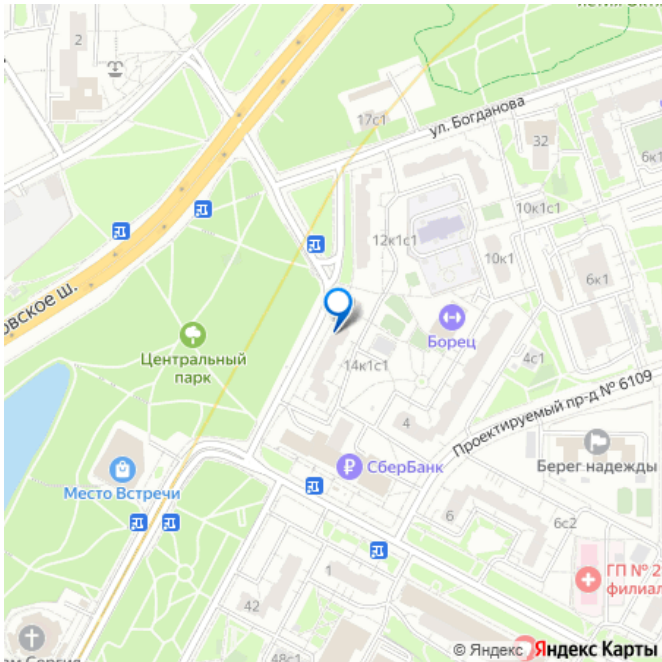 2
17с1
ул. Богданова
32
6к1
10к1с1
12к1с1
10к1
6к1
овское ш.
Центральный
парк
Борец
14к1с1
4с1
4
Проектируемый пр-д № 6109
СберБанк
Берег надежды
Место Встречи
6
6с2
ГП № 2
филиал
1
42
48с1
© Яндекс Яндекс Карты